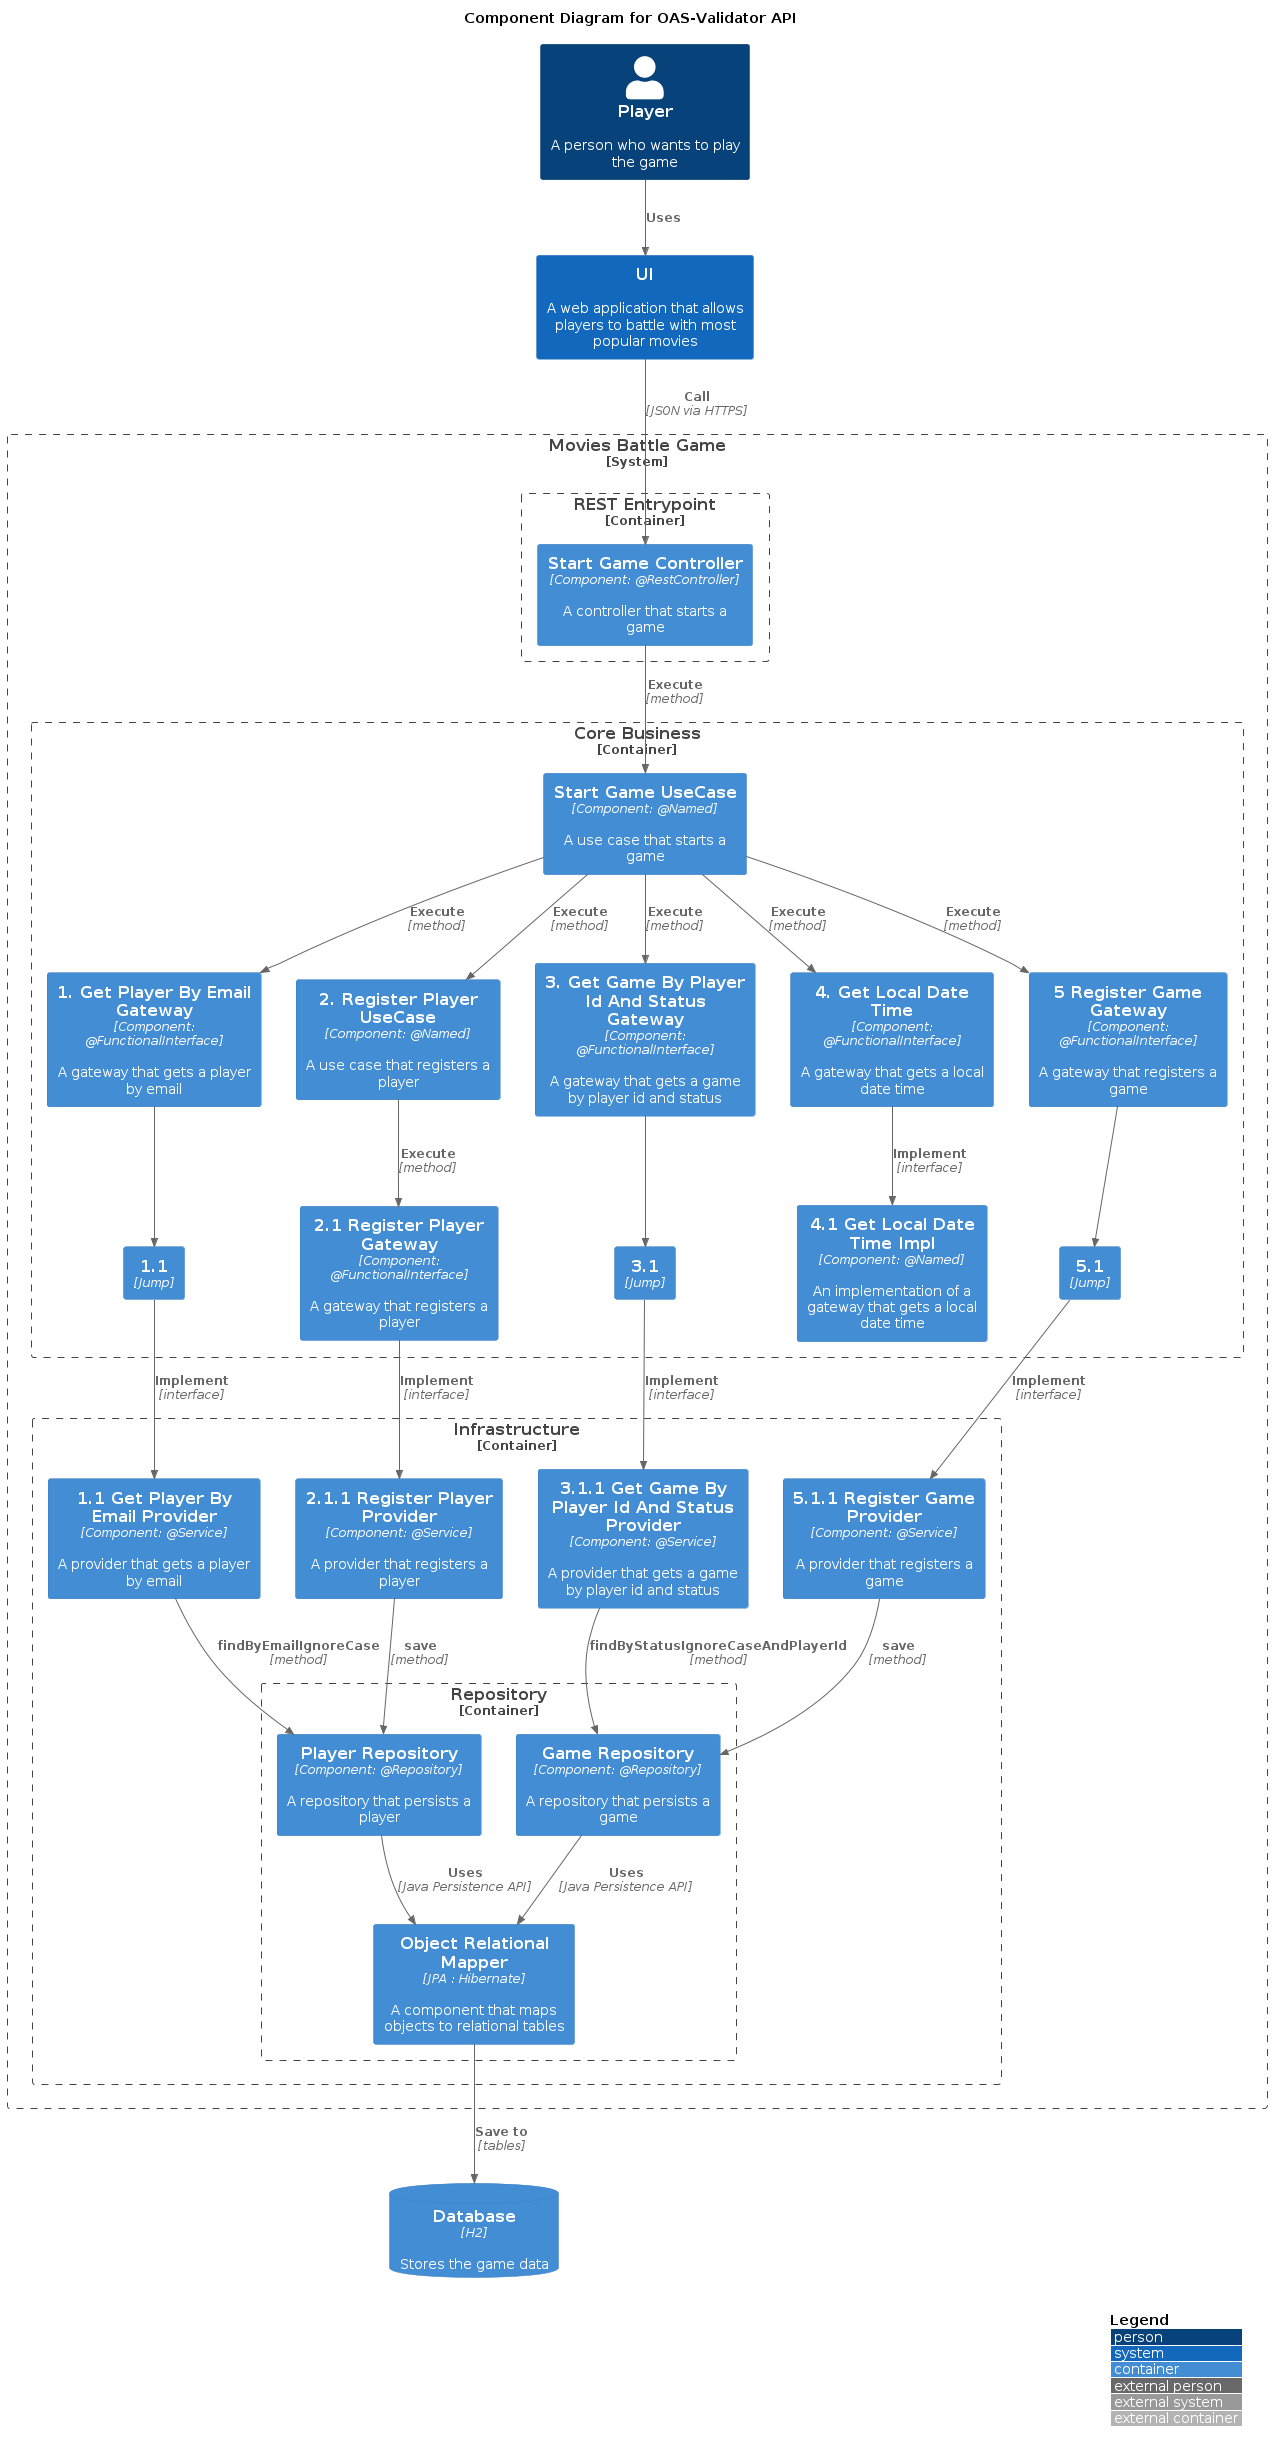 Component Diagram for OAS-Validator API
Player
A person who wants to play
the game
Uses
UI
A web application that allows
players to battle with most
popular movies
Call
[JSON via HTTPS]
Movies Battle Game
[System]
REST Entrypoint
[Container]
Start Game Controller
[Component: @RestController]
A controller that starts a
game
Execute
[method]
Core Business
[Container]
Start Game UseCase
[Component: @Named]
A use case that starts a
game
Execute
[method]
Execute
[method]
Execute
[method]
Execute
[method]
Execute
[method]
1. Get Player By Email
Gateway
[Component:
@FunctionalInterface]
A gateway that gets a player
by email
2. Register Player
UseCase
[Component: @Named]
A use case that registers a
player
3. Get Game By Player
Id And Status
Gateway
[Component:
@FunctionalInterface]
A gateway that gets a game
by player id and status
4. Get Local Date
Time
[Component:
@FunctionalInterface]
A gateway that gets a local
date time
5 Register Game
Gateway
[Component:
@FunctionalInterface]
A gateway that registers a
game
Execute
[method]
Implement
[interface]
1.1
[Jump]
2.1 Register Player
Gateway
[Component:
@FunctionalInterface]
A gateway that registers a
player
3.1
[Jump]
4.1 Get Local Date
Time Impl
[Component: @Named]
An implementation of a
gateway that gets a local
date time
5.1
[Jump]
Implement
[interface]
Implement
[interface]
Implement
[interface]
Implement
[interface]
Infrastructure
[Container]
1.1 Get Player By
Email Provider
[Component: @Service]
A provider that gets a player
by email
2.1.1 Register Player
Provider
[Component: @Service]
A provider that registers a
player
3.1.1 Get Game By
Player Id And Status
Provider
[Component: @Service]
A provider that gets a game
by player id and status
5.1.1 Register Game
Provider
[Component: @Service]
A provider that registers a
game
findByEmailIgnoreCase
[method]
save
[method]
findByStatusIgnoreCaseAndPlayerId
[method]
save
[method]
Repository
[Container]
Player Repository
[Component: @Repository]
A repository that persists a
player
Game Repository
[Component: @Repository]
A repository that persists a
game
Uses
[Java Persistence API]
Uses
[Java Persistence API]
Object Relational
Mapper
[JPA : Hibernate]
A component that maps
objects to relational tables
Save to
[tables]
Database
[H2]
Stores the game data
Legend
person
system
container
external person
external system
external container